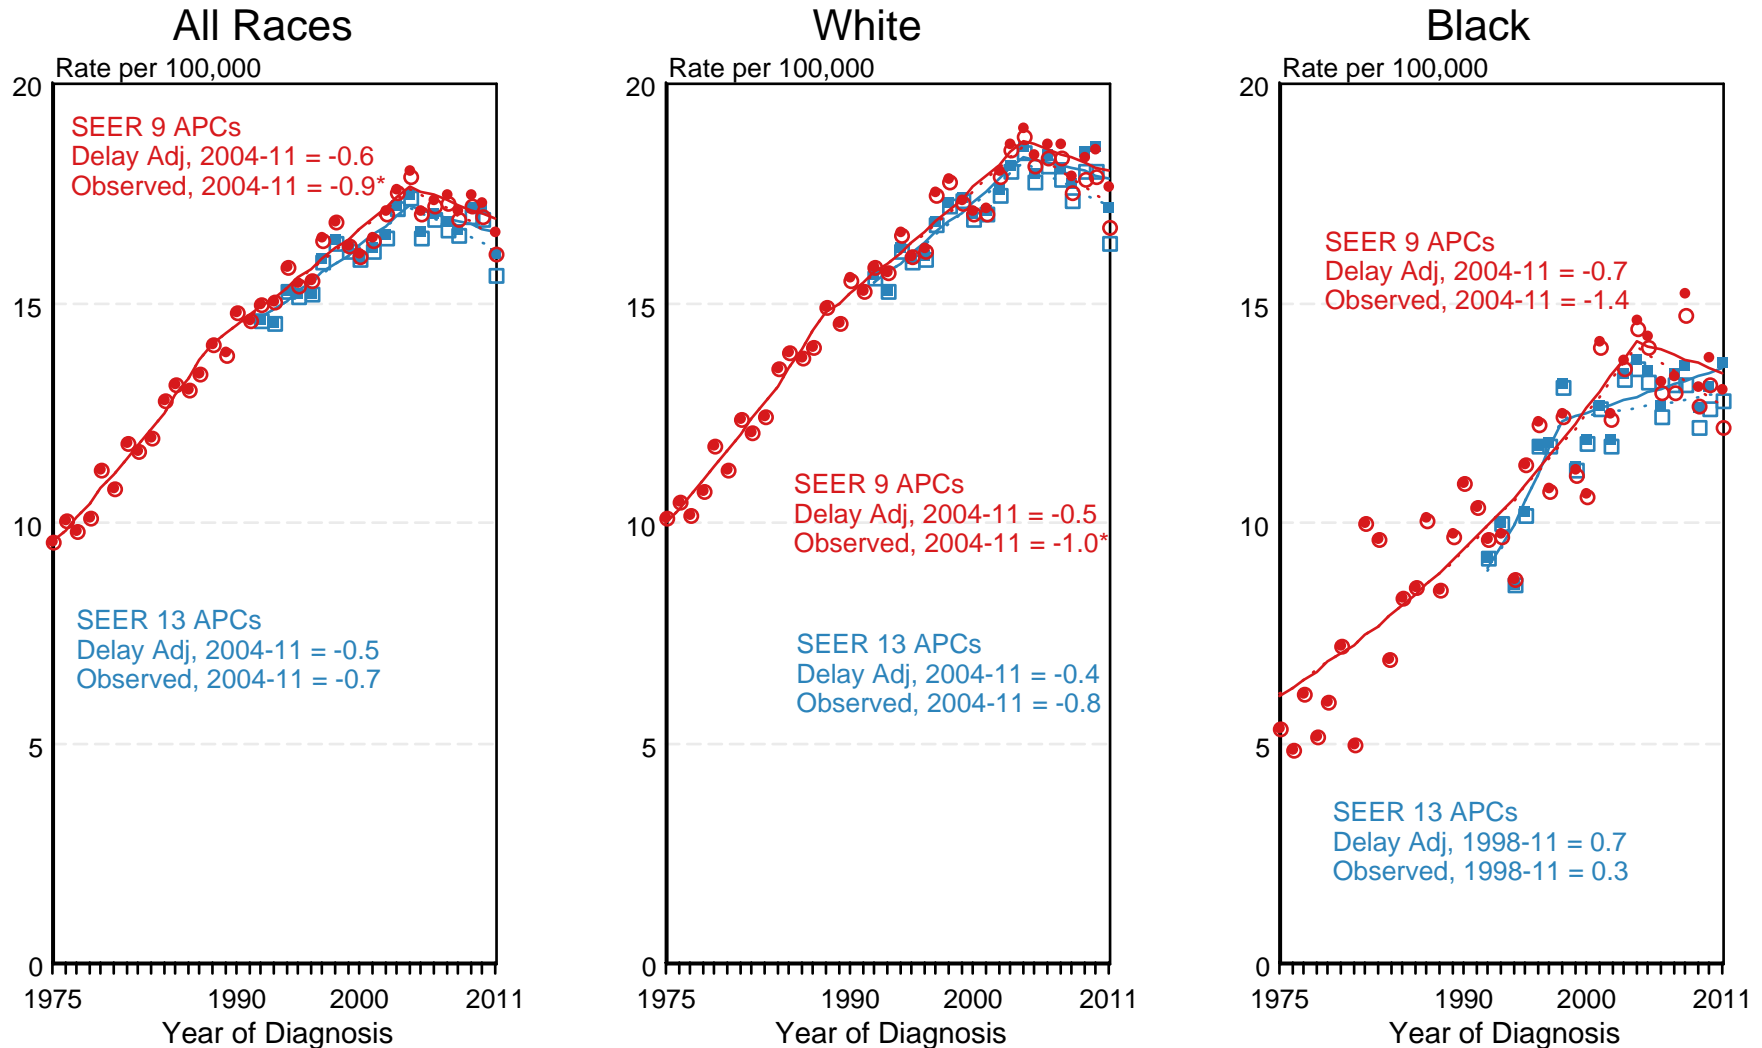 All Races
Rate per 100,000
20
15
10
5
0
SEER 9 APCs
Delay Adj, 2004-11 = -0.6
Observed, 2004-11 = -0.9*
SEER 13 APCs
Delay Adj, 2004-11 = -0.5
Observed, 2004-11 = -0.7
1975 1990 2000 2011
Year of Diagnosis
White
Rate per 100,000
20
15
10
5
0
SEER 9 APCs
Delay Adj, 2004-11 = -0.5
Observed, 2004-11 = -1.0*
SEER 13 APCs
Delay Adj, 2004-11 = -0.4
Observed, 2004-11 = -0.8
1975 1990 2000 2011
Year of Diagnosis
Black
Rate per 100,000
20
15
10
5
0
SEER 9 APCs
Delay Adj, 2004-11 = -0.7
Observed, 2004-11 = -1.4
SEER 13 APCs
Delay Adj, 1998-11 = 0.7
Observed, 1998-11 = 0.3
1975 1990 2000 2011
Year of Diagnosis